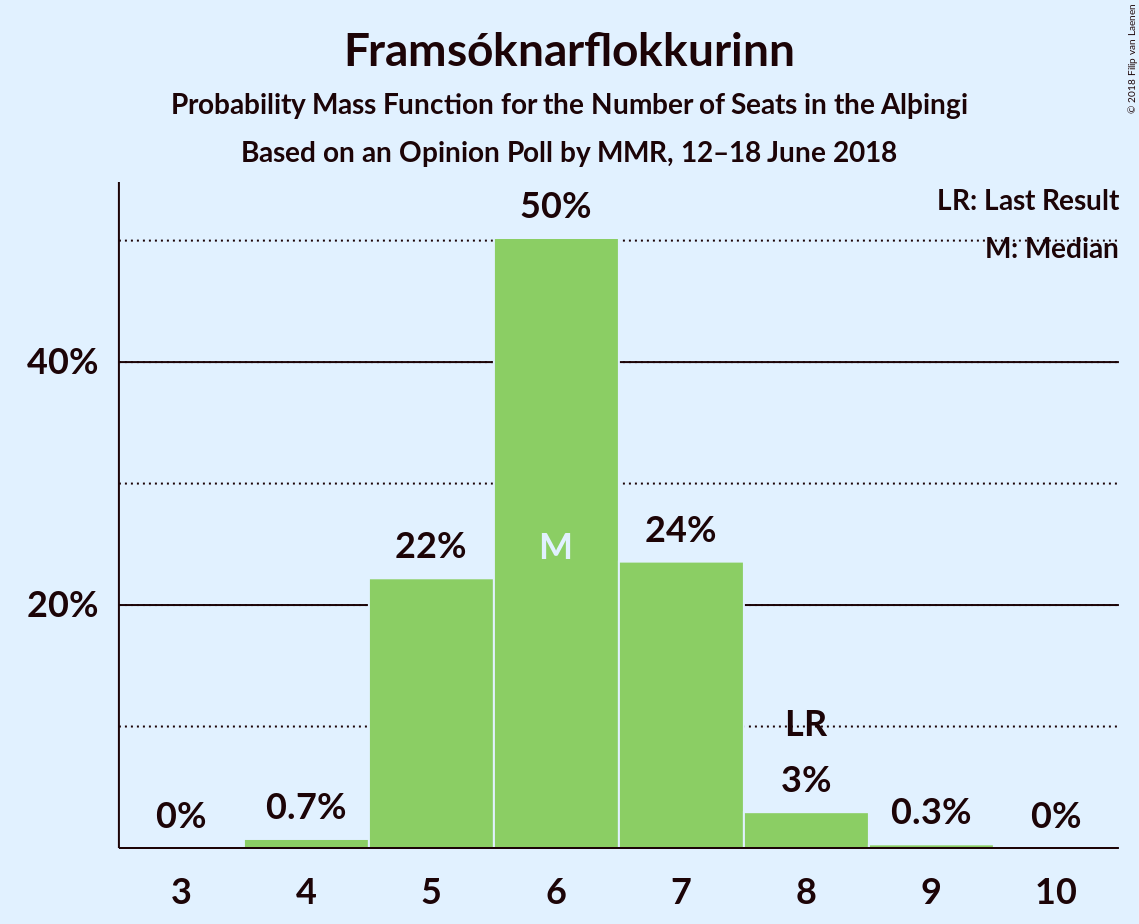 Framsóknarflokkurinn
Probability Mass Function for the Number of Seats in the Alþingi
Based on an Opinion Poll by MMR, 12–18 June 2018
© 2018 Filip van Laenen
LR: Last Result
M: Median
50%
40%
24%
22%
M
20%
LR
3%
0%
0.7%
0.3%
0%
3 4 5 6 7 8 9 10